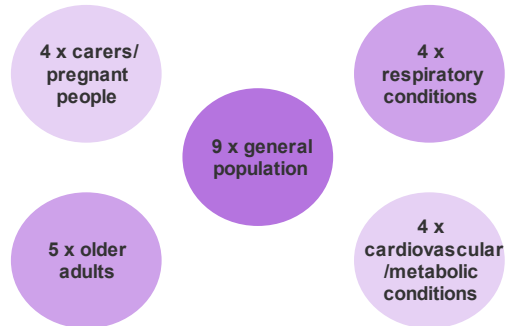 4 x carers/
pregnant
people
4 x
respiratory
conditions
9 x general
population
5 x older
adults
4 x
cardiovascular
/metabolic
conditions